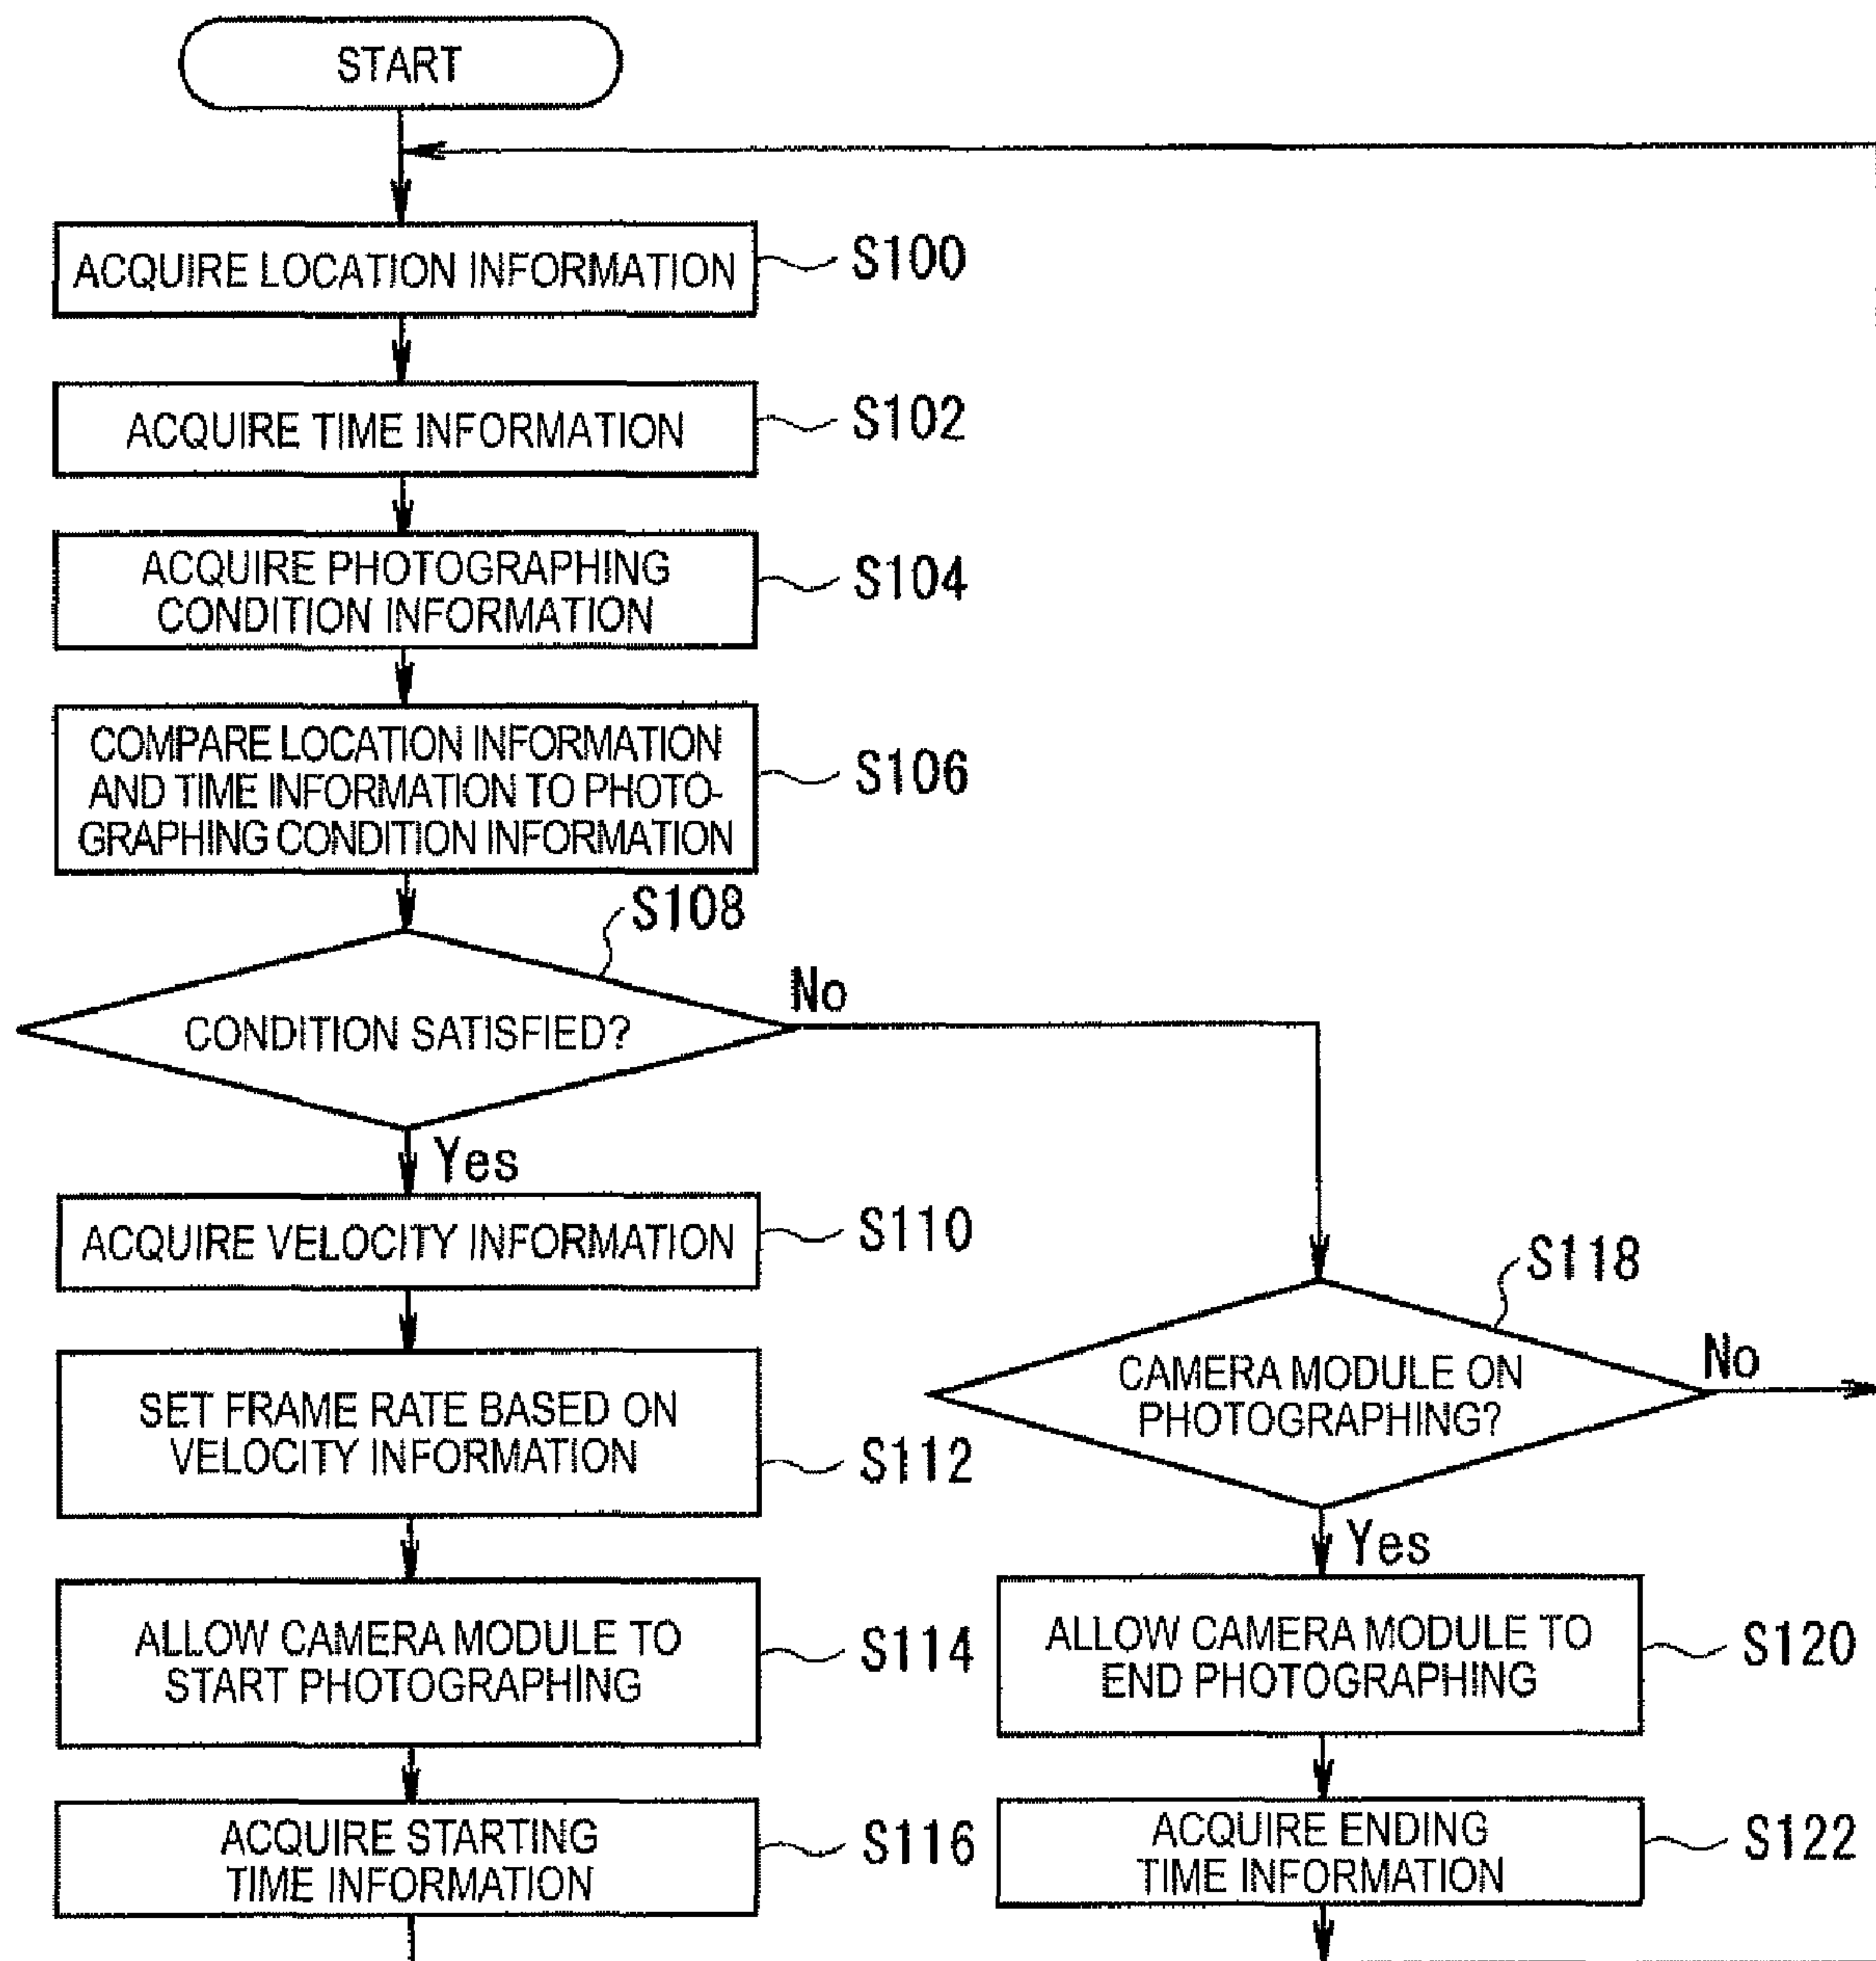 START
ACQUIRE LOCATION INFORMATION
S100
ACQUIRE TIME INFORMATION
S102
ACQUIRE PHOTOGRAPHING
CONDITION INFORMATION
S104
COMPARE LOCATION INFORMATION
AND TIME INFORMATION TO PHOTO-
GRAPHING CONDITION INFORMATION
S106
S108
CONDITION SATISFIED?
No
Yes
ACQUIRE VELOCITY INFORMATION
S110
SET FRAME RATE BASED ON
VELOCITY INFORMATION
S112
ALLOW CAMERA MODULE TO
START PHOTOGRAPHING
S114
ACQUIRE STARTING
TIME INFORMATION
S116
S118
CAMERA MODULE ON
PHOTOGRAPHING?
No
Yes
ALLOW CAMERA MODULE TO
END PHOTOGRAPHING
S120
ACQUIRE ENDING
TIME INFORMATION
S122